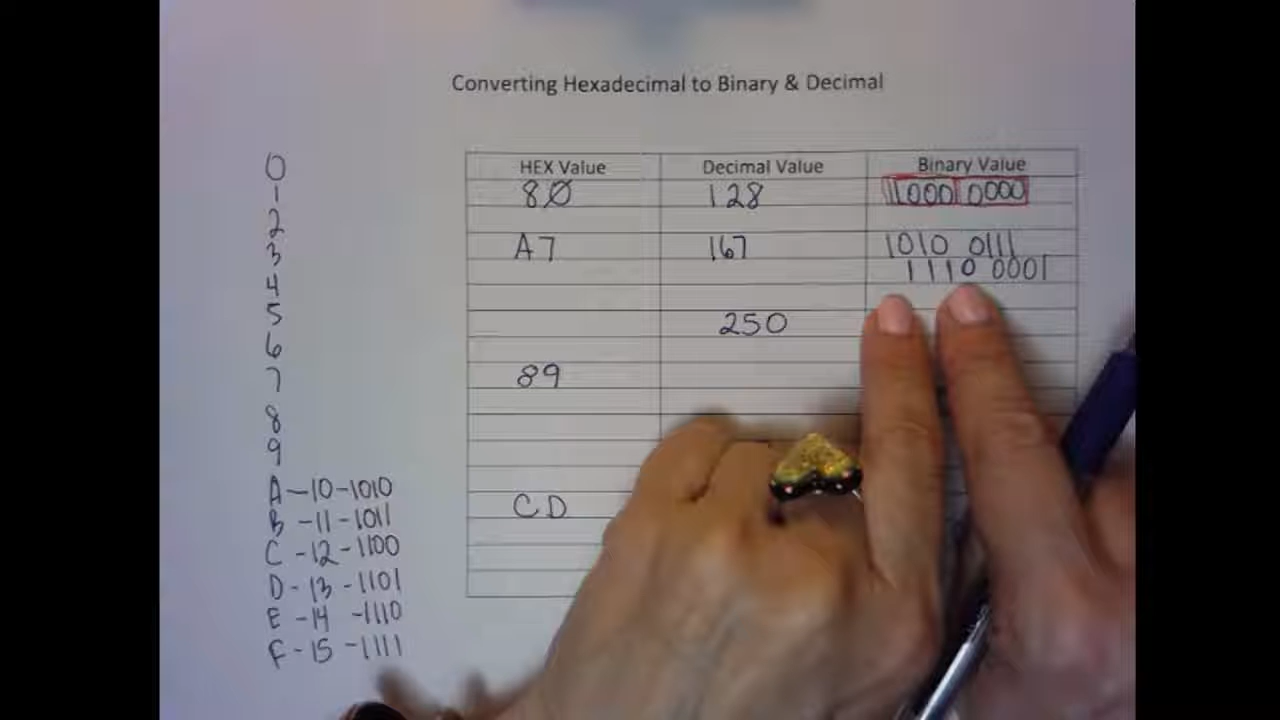 Converting Hexadecimal to Binary & Decimal
HEX Value Decimal Value Binary Value
80 128 1000 0000
A7 167 1010 0111
1110 0001
250
89
CD
0
1
2
3
4
5
6
7
8
9
A-10-1010
B-11-1011
C-12-1100
D-13-1101
E-14-1110
F-15-1111